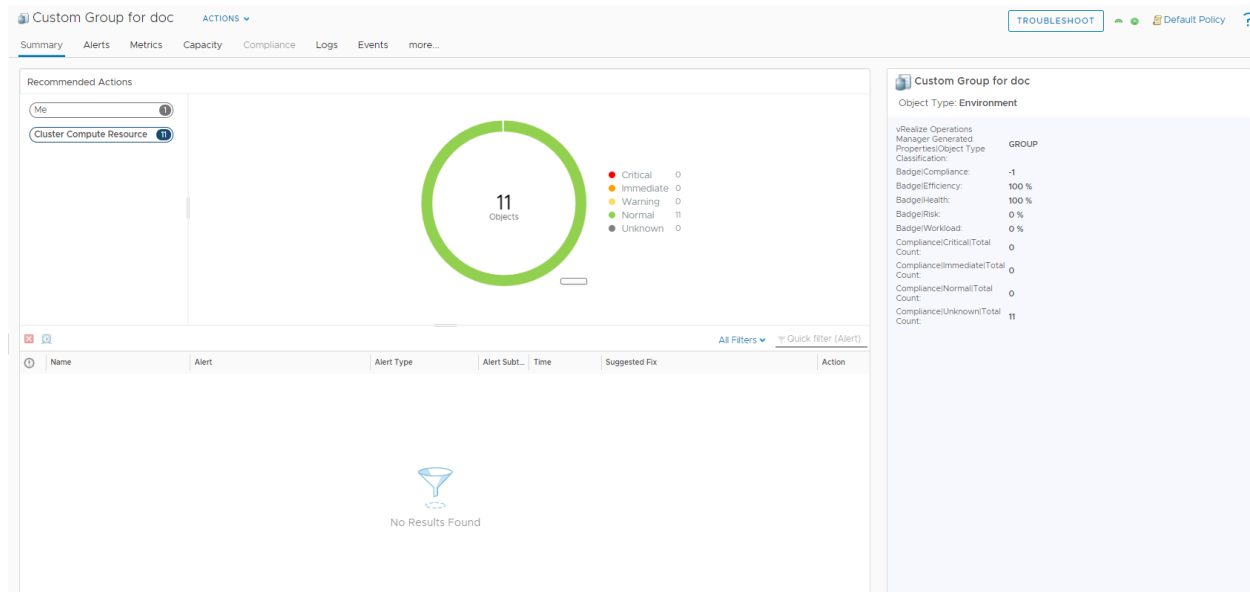 Custom Group for doc ACTIONS
TROUBLESHOOT Default Policy ?
Summary Alerts Metrics Capacity Compliance Logs Events more...
Recommended Actions
Me 1
Cluster Compute Resource 11
11
Objects
Critical 0
Immediate 0
Warning 0
Normal 11
Unknown 0
All Filters Quick filter (Alert)
Name Alert Alert Type Alert Subt... Time Suggested Fix Action
No Results Found
Custom Group for doc
Object Type: Environment
vRealize Operations
Manager Generated
Properties|Object Type
Classification: GROUP
Badge|Compliance: -1
Badge|Efficiency: 100 %
Badge|Health: 100 %
Badge|Risk: 0 %
Badge|Workload: 0 %
Compliance|Critical|Total
Count: 0
Compliance|Immediate|Total
Count: 0
Compliance|Normal|Total
Count: 0
Compliance|Unknown|Total
Count: 11